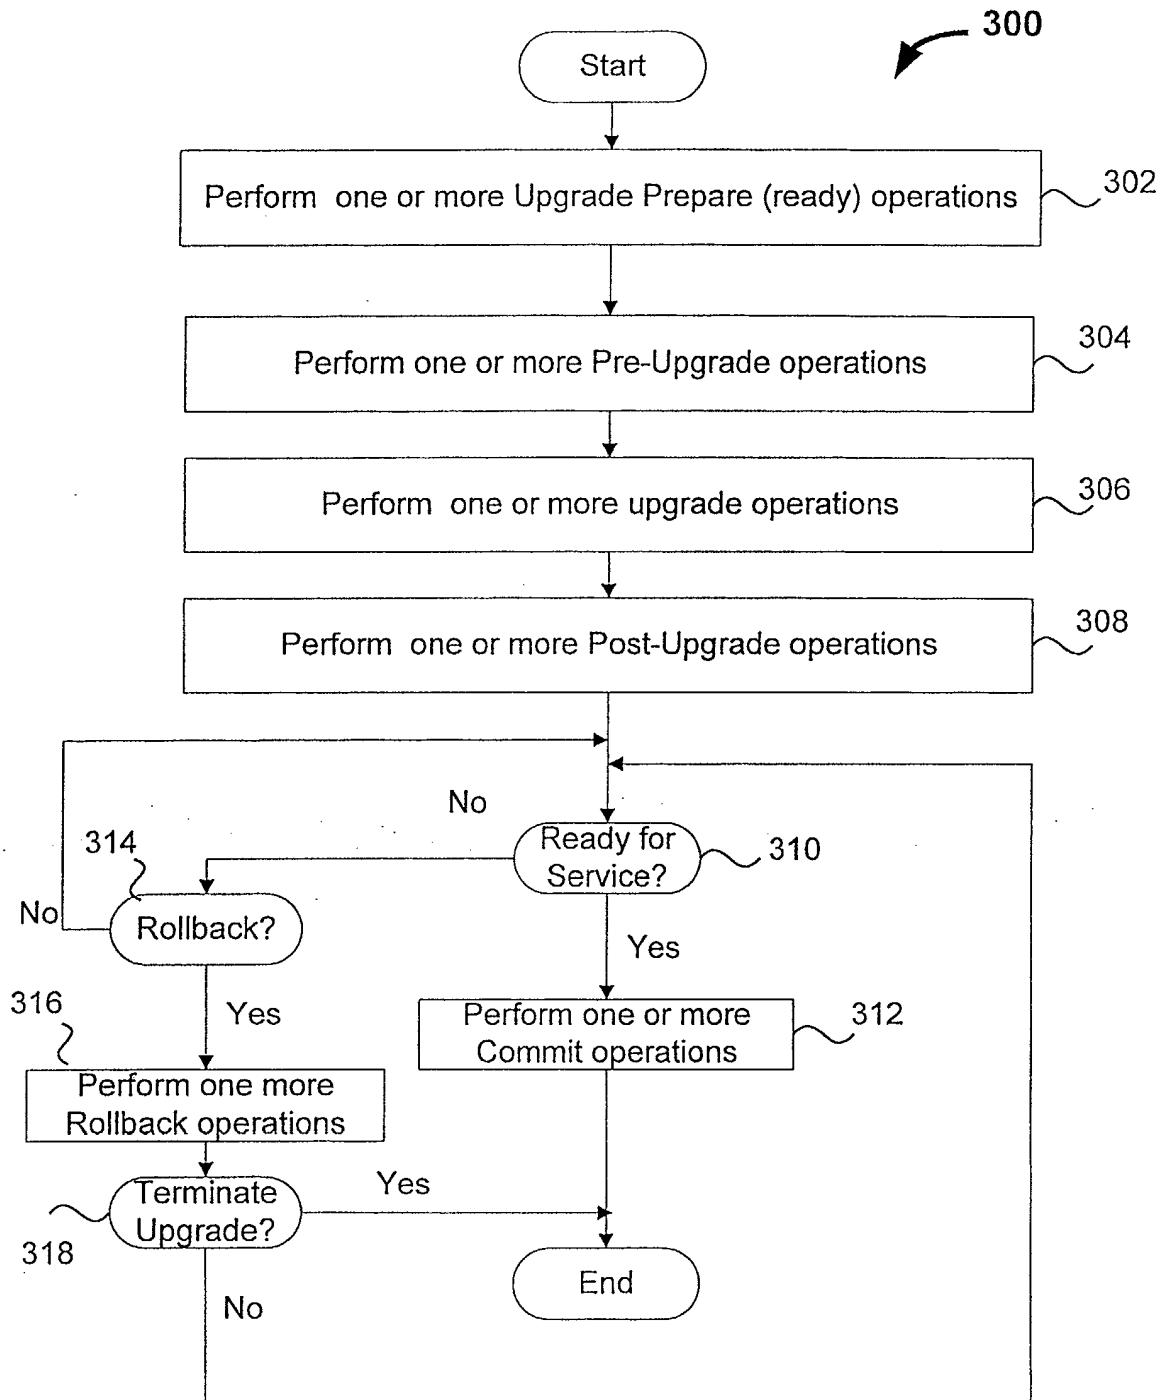 300
Start
Perform one or more Upgrade Prepare (ready) operations
302
Perform one or more Pre-Upgrade operations
304
Perform one or more upgrade operations
306
Perform one or more Post-Upgrade operations
308
No
Ready for
Service?
310
314
Rollback?
No
Yes
Yes
316
Perform one or more
Commit operations
312
Perform one more
Rollback operations
Terminate
Upgrade?
Yes
318
End
No